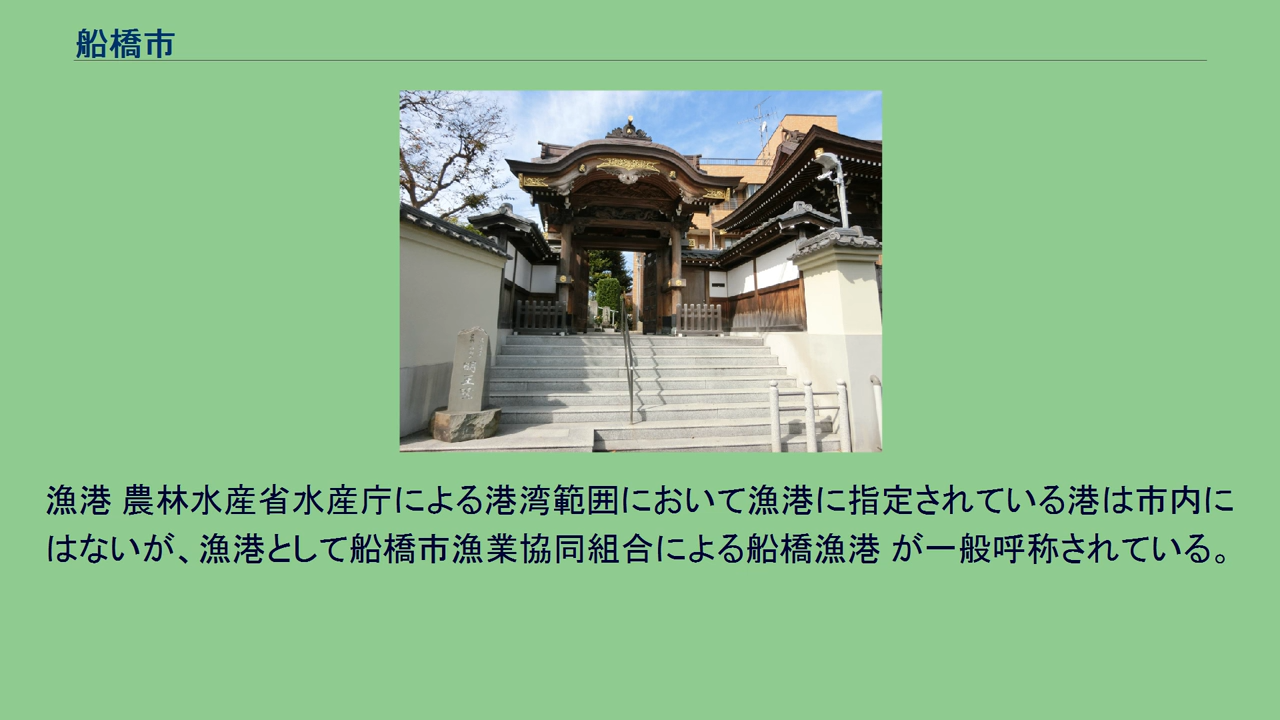 船橋市
漁港 農林水産省水産庁による港湾範囲において漁港に指定されている港は市内に
はないが、漁港として船橋市漁業協同組合による船橋漁港 が一般呼称されている。